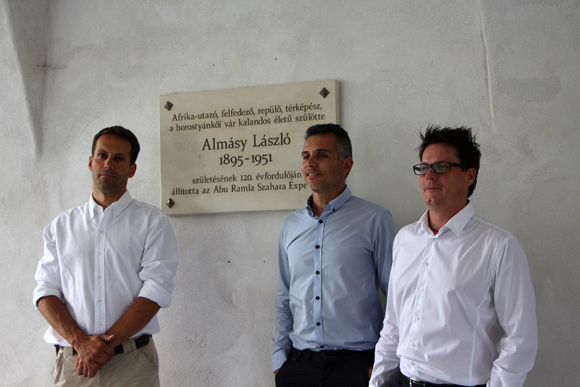 Afrika-utazó, felfedező, repülő, térképész,
a borostyánkői vár kalandos életű szülötte
Almásy László
1895-1951
születésének 120. évfordulóján
állította az Abu Ramla Szahara